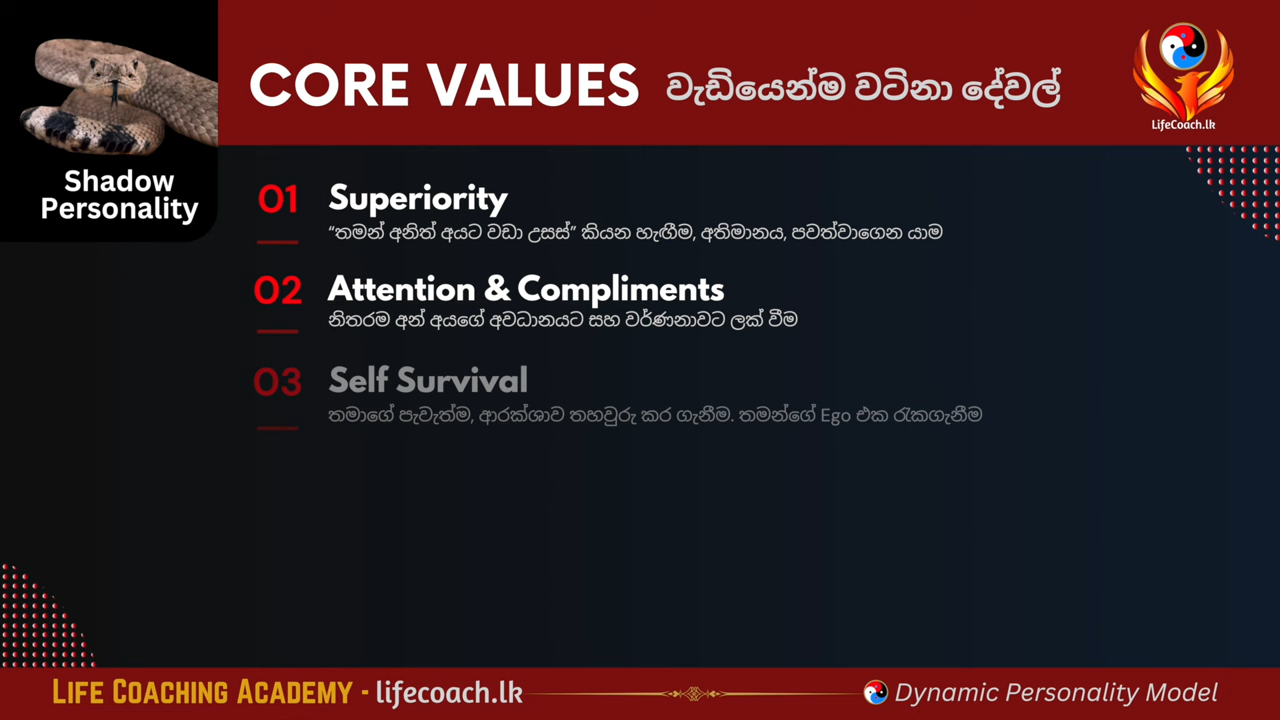 Shadow
Personality
CORE VALUES වැඩියෙන්ම වටිනා දේවල්
LifeCoach.lk
01 Superiority
“තමන් අනිත් අයට වඩා උසස්” කියන හැඟීම, අතිමානය, පවත්වාගෙන යාම
02 Attention & Compliments
නිතරම අන් අයගේ අවධානයට සහ වර්ණනාවට ලක් වීම
03 Self Survival
තමාගේ පැවැත්ම, ආරක්ශාව තහවුරු කර ගැනීම. තමන්ගේ Ego එක රැකගැනීම
LIFE COACHING ACADEMY - lifecoach.lk
Dynamic Personality Model